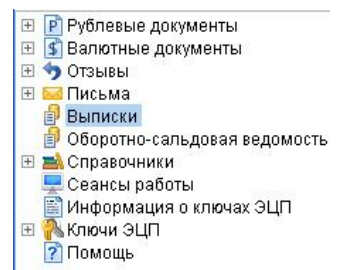 Рублевые документы
Валютные документы
Отзывы
Письма
Выписки
Оборотно-сальдовая ведомость
Справочники
Сеансы работы
Информация о ключах ЭЦП
Ключи ЭЦП
Помощь